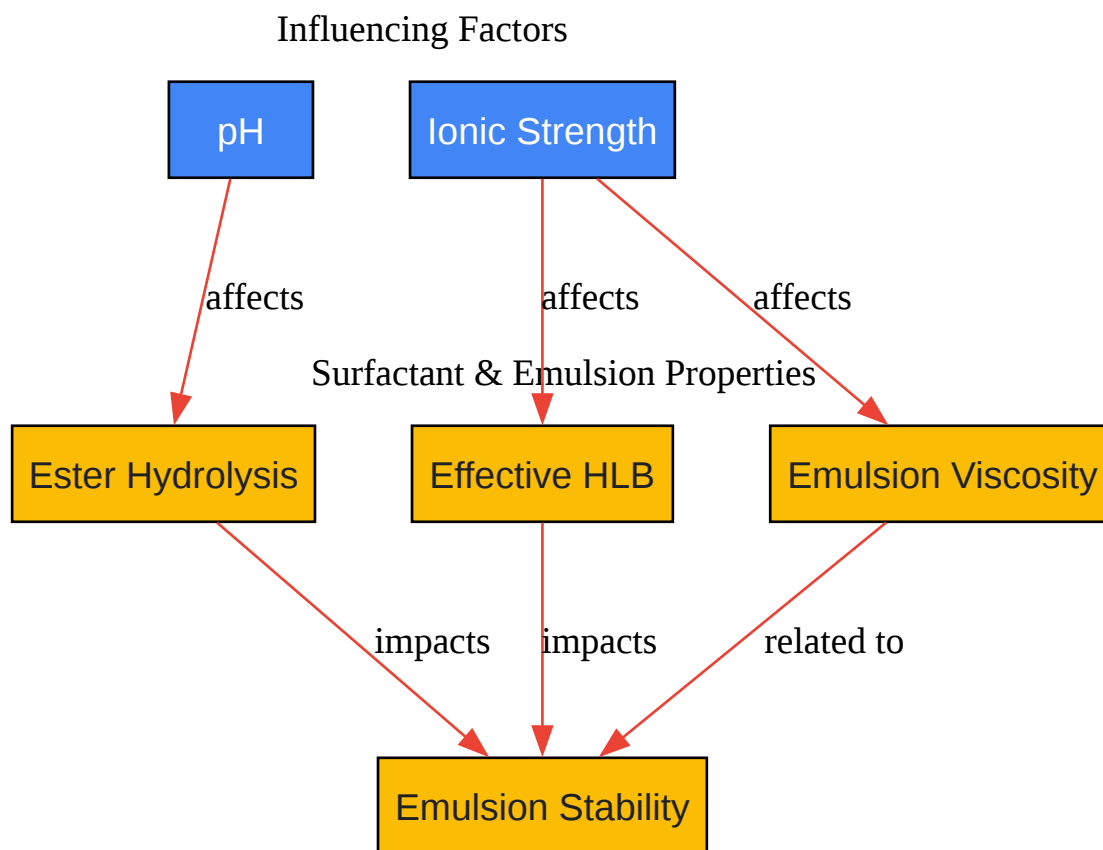 Influencing Factors
pH
Ionic Strength
affects
affects
affects
Surfactant & Emulsion Properties
Ester Hydrolysis
Effective HLB
Emulsion Viscosity
impacts
impacts
related to
Emulsion Stability